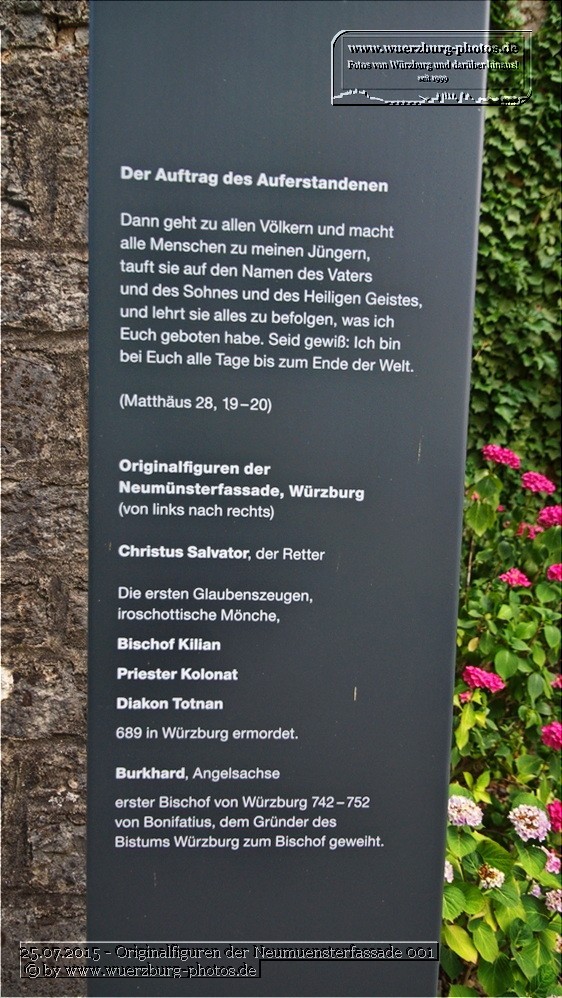 www.wuerzburg-photos.de
Fotos von Würzburg und darüber hinaus!
seit 1999
Der Auftrag des Auferstandenen
Dann geht zu allen Völkern und macht
alle Menschen zu meinen Jüngern,
tauft sie auf den Namen des Vaters
und des Sohnes und des Heiligen Geistes,
und lehrt sie alles zu befolgen, was ich
Euch geboten habe. Seid gewiß: Ich bin
bei Euch alle Tage bis zum Ende der Welt.
(Matthäus 28, 19–20)
Originalfiguren der
Neumünsterfassade, Würzburg
(von links nach rechts)
Christus Salvator, der Retter
Die ersten Glaubenszeugen,
iroschottische Mönche,
Bischof Kilian
Priester Kolonat
Diakon Totnan
689 in Würzburg ermordet.
Burkhard, Angelsachse
erster Bischof von Würzburg 742–752
von Bonifatius, dem Gründer des
Bistums Würzburg zum Bischof geweiht.
25.07.2015 - Originalfiguren der Neumuensterfassade 001
© by www.wuerzburg-photos.de